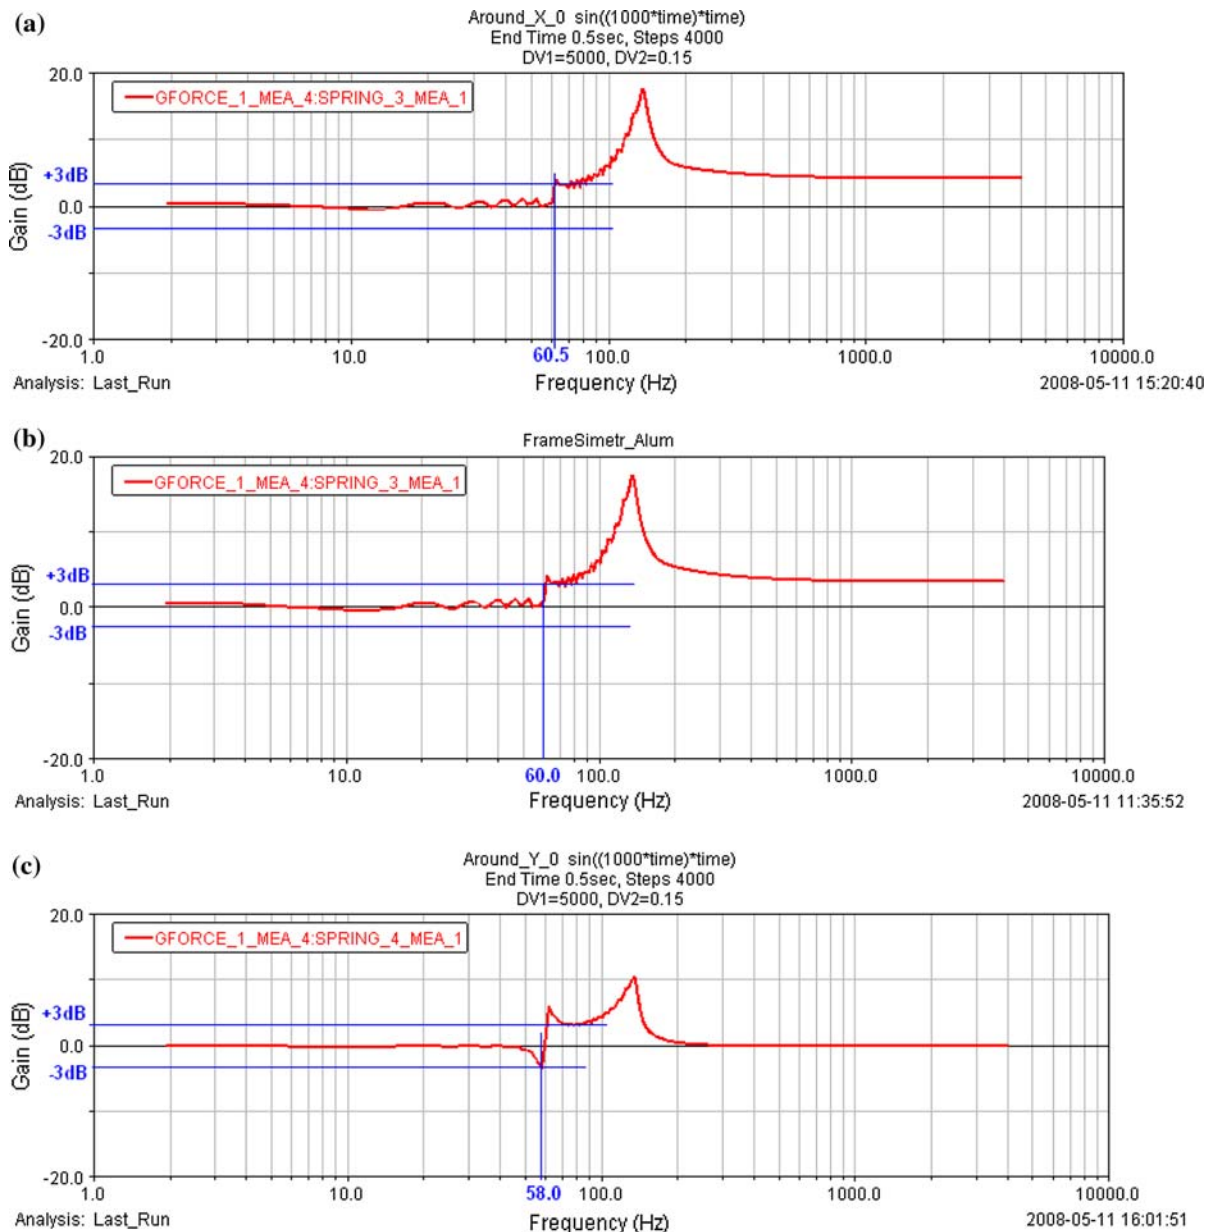 (a)
Around_X_0 sin((1000*time)*time)
End Time 0.5sec, Steps 4000
DV1=5000, DV2=0.15
20.0
GFORCE_1_MEA_4:SPRING_3_MEA_1
+3dB
0.0
-3dB
Gain (dB)
-20.0
1.0 10.0 60.5 100.0 1000.0 10000.0
Analysis: Last_Run Frequency (Hz) 2008-05-11 15:20:40
(b)
FrameSimetr_Alum
20.0
GFORCE_1_MEA_4:SPRING_3_MEA_1
+3dB
0.0
-3dB
Gain (dB)
-20.0
1.0 10.0 60.0 100.0 1000.0 10000.0
Analysis: Last_Run Frequency (Hz) 2008-05-11 11:35:52
(c)
Around_Y_0 sin((1000*time)*time)
End Time 0.5sec, Steps 4000
DV1=5000, DV2=0.15
20.0
GFORCE_1_MEA_4:SPRING_4_MEA_1
+3dB
0.0
-3dB
Gain (dB)
-20.0
1.0 10.0 58.0 100.0 1000.0 10000.0
Analysis: Last_Run Frequency (Hz) 2008-05-11 16:01:51